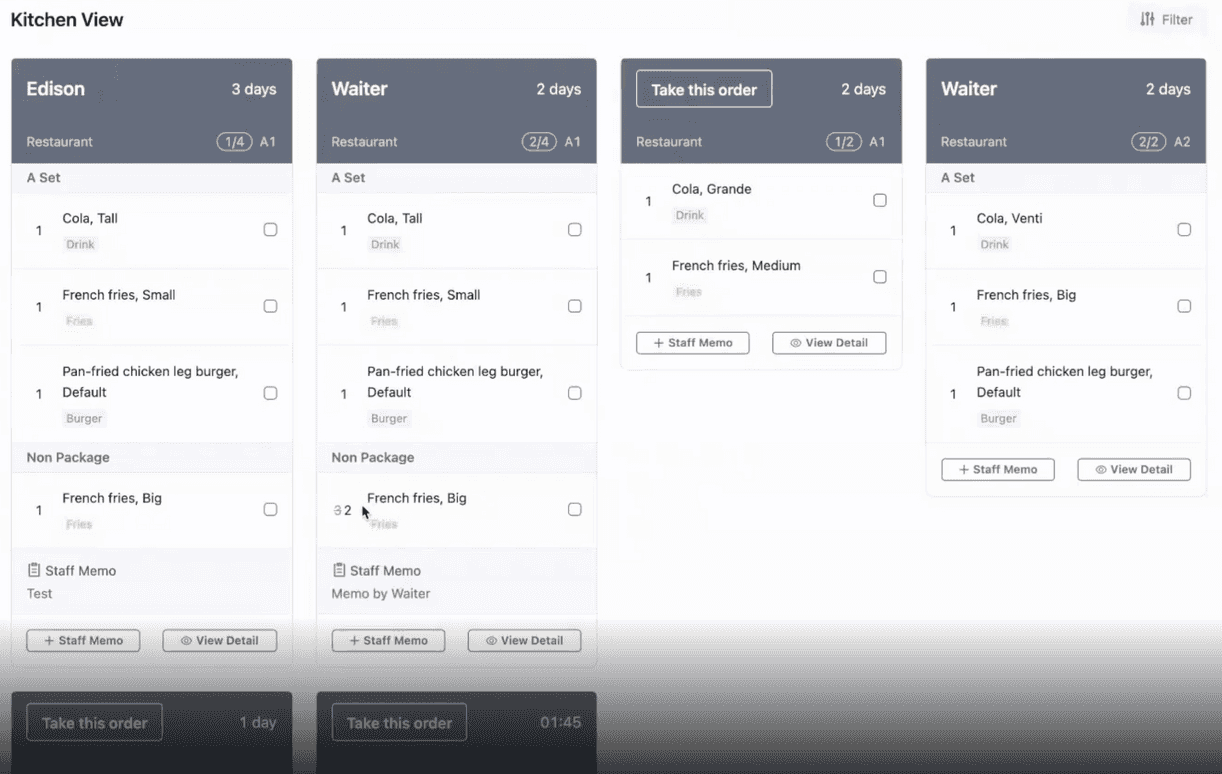 Kitchen View
Filter
Edison 3 days
Restaurant 1/4 A1
A Set
1 Cola, Tall
Drink
1 French fries, Small
Fries
1 Pan-fried chicken leg burger,
Default
Burger
Non Package
1 French fries, Big
Fries
Staff Memo
Test
+ Staff Memo View Detail
Waiter 2 days
Restaurant 2/4 A1
A Set
1 Cola, Tall
Drink
1 French fries, Small
Fries
1 Pan-fried chicken leg burger,
Default
Burger
Non Package
3 2 French fries, Big
Fries
Staff Memo
Memo by Waiter
+ Staff Memo View Detail
Take this order 2 days
Restaurant 1/2 A1
1 Cola, Grande
Drink
1 French fries, Medium
Fries
+ Staff Memo View Detail
Waiter 2 days
Restaurant 2/2 A2
A Set
1 Cola, Venti
Drink
1 French fries, Big
Fries
1 Pan-fried chicken leg burger,
Default
Burger
+ Staff Memo View Detail
Take this order 1 day
Take this order 01:45